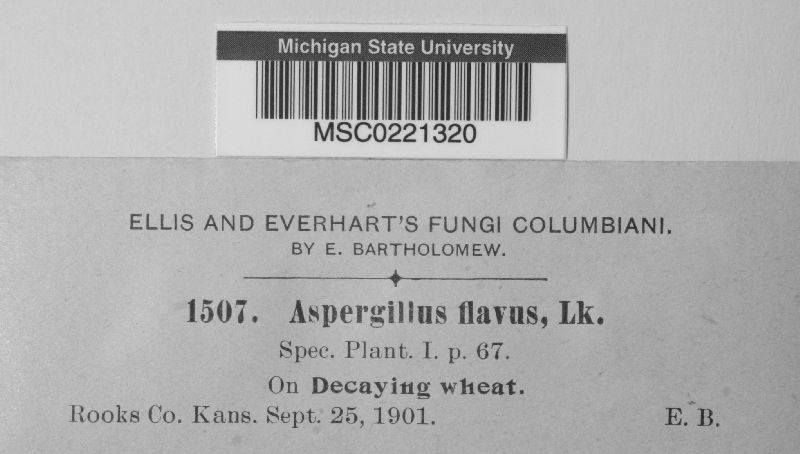 Michigan State University
MSC0221320
ELLIS AND EVERHART'S FUNGI COLUMBIANI.
BY E. BARTHOLOMEW.
1507. Aspergillus flavus, Lk.
Spec. Plant. I. p. 67.
On Decaying wheat.
Rooks Co. Kans. Sept. 25, 1901. E. B.